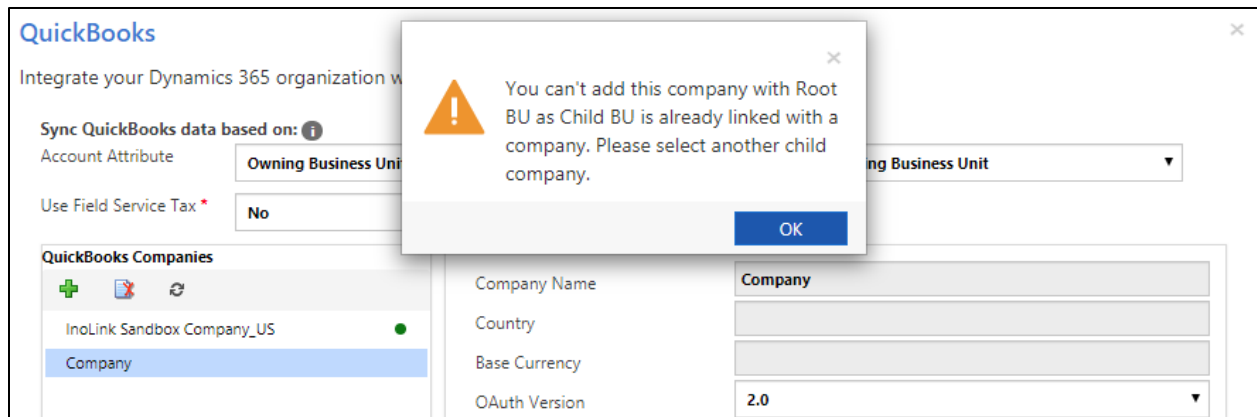 QuickBooks
Integrate your Dynamics 365 organization w
You can't add this company with Root
BU as Child BU is already linked with a
company. Please select another child
company.
OK
Sync QuickBooks data based on:
Account Attribute
Owning Business Uni
ng Business Unit
Use Field Service Tax *
No
QuickBooks Companies
InoLink Sandbox Company_US
Company
Company Name
Company
Country
Base Currency
OAuth Version
2.0